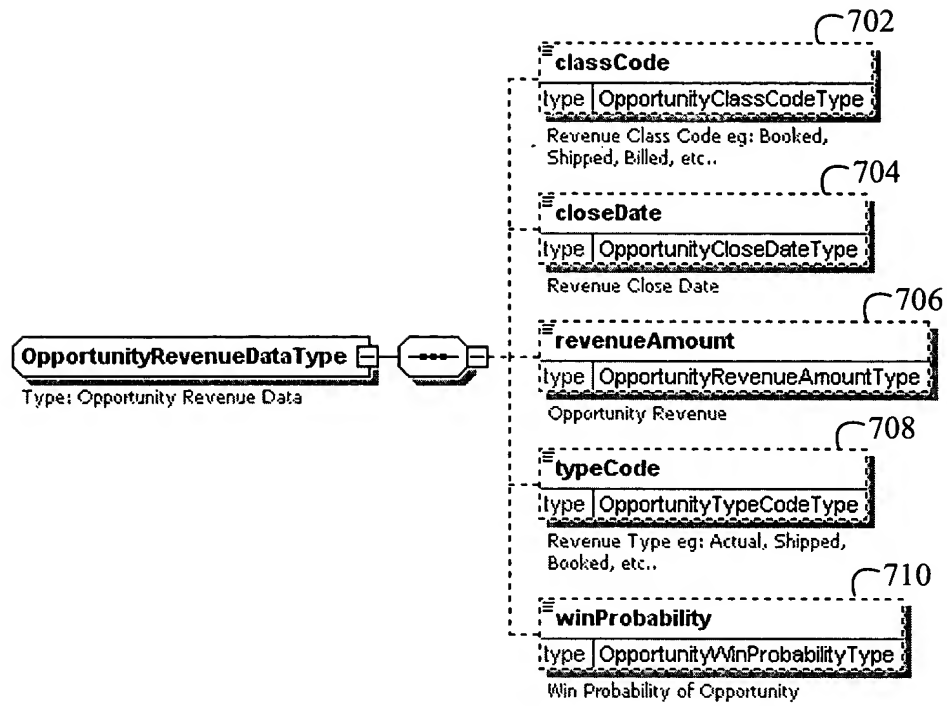 702
classCode
type OpportunityClassCodeType
Revenue Class Code eg: Booked,
Shipped, Billed, etc..
704
closeDate
type OpportunityCloseDateType
Revenue Close Date
706
revenueAmount
type OpportunityRevenueAmountType
Opportunity Revenue
OpportunityRevenueDataType
Type: Opportunity Revenue Data
708
typeCode
type OpportunityTypeCodeType
Revenue Type eg: Actual, Shipped,
Booked, etc..
710
winProbability
type OpportunityWinProbabilityType
Win Probability of Opportunity